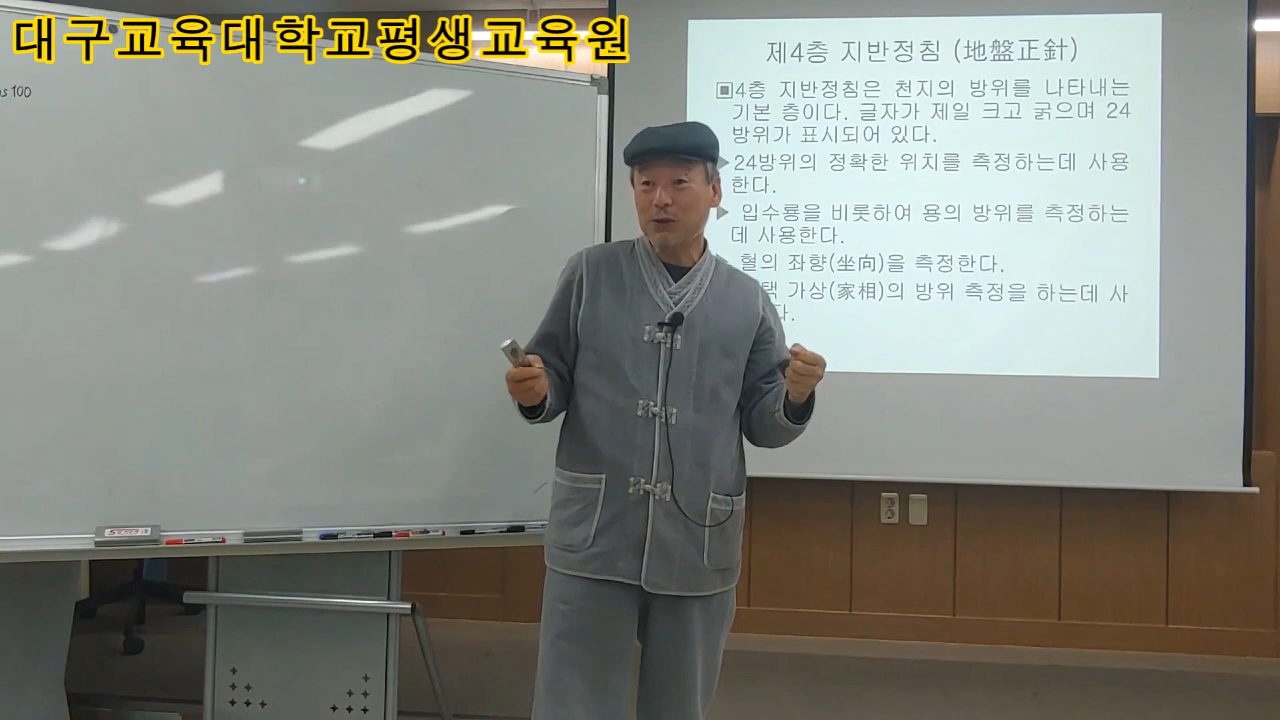 대구교육대학교평생교육원
100
제4층 지반정침 (地盤正針)
▣4층 지반정침은 천지의 방위를 나타내는
기본 층이다. 글자가 제일 크고 굵으며 24
방위가 표시되어 있다.
24방위의 정확한 위치를 측정하는데 사용
한다.
입수룡을 비롯하여 용의 방위를 측정하는
데 사용한다.
혈의 좌향(坐向)을 측정한다.
택 가상(家相)의 방위 측정을 하는데 사
다.